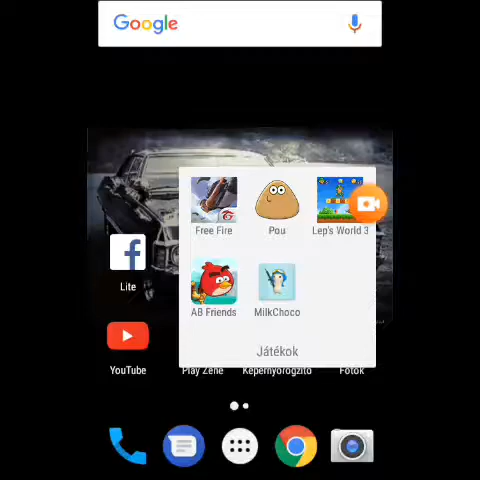 Google
Free Fire
Pou
Lep's World 3
Lite
AB Friends
MilkChoco
Játékok
YouTube
Play Zene
Képernyőrögzítő
Fotók